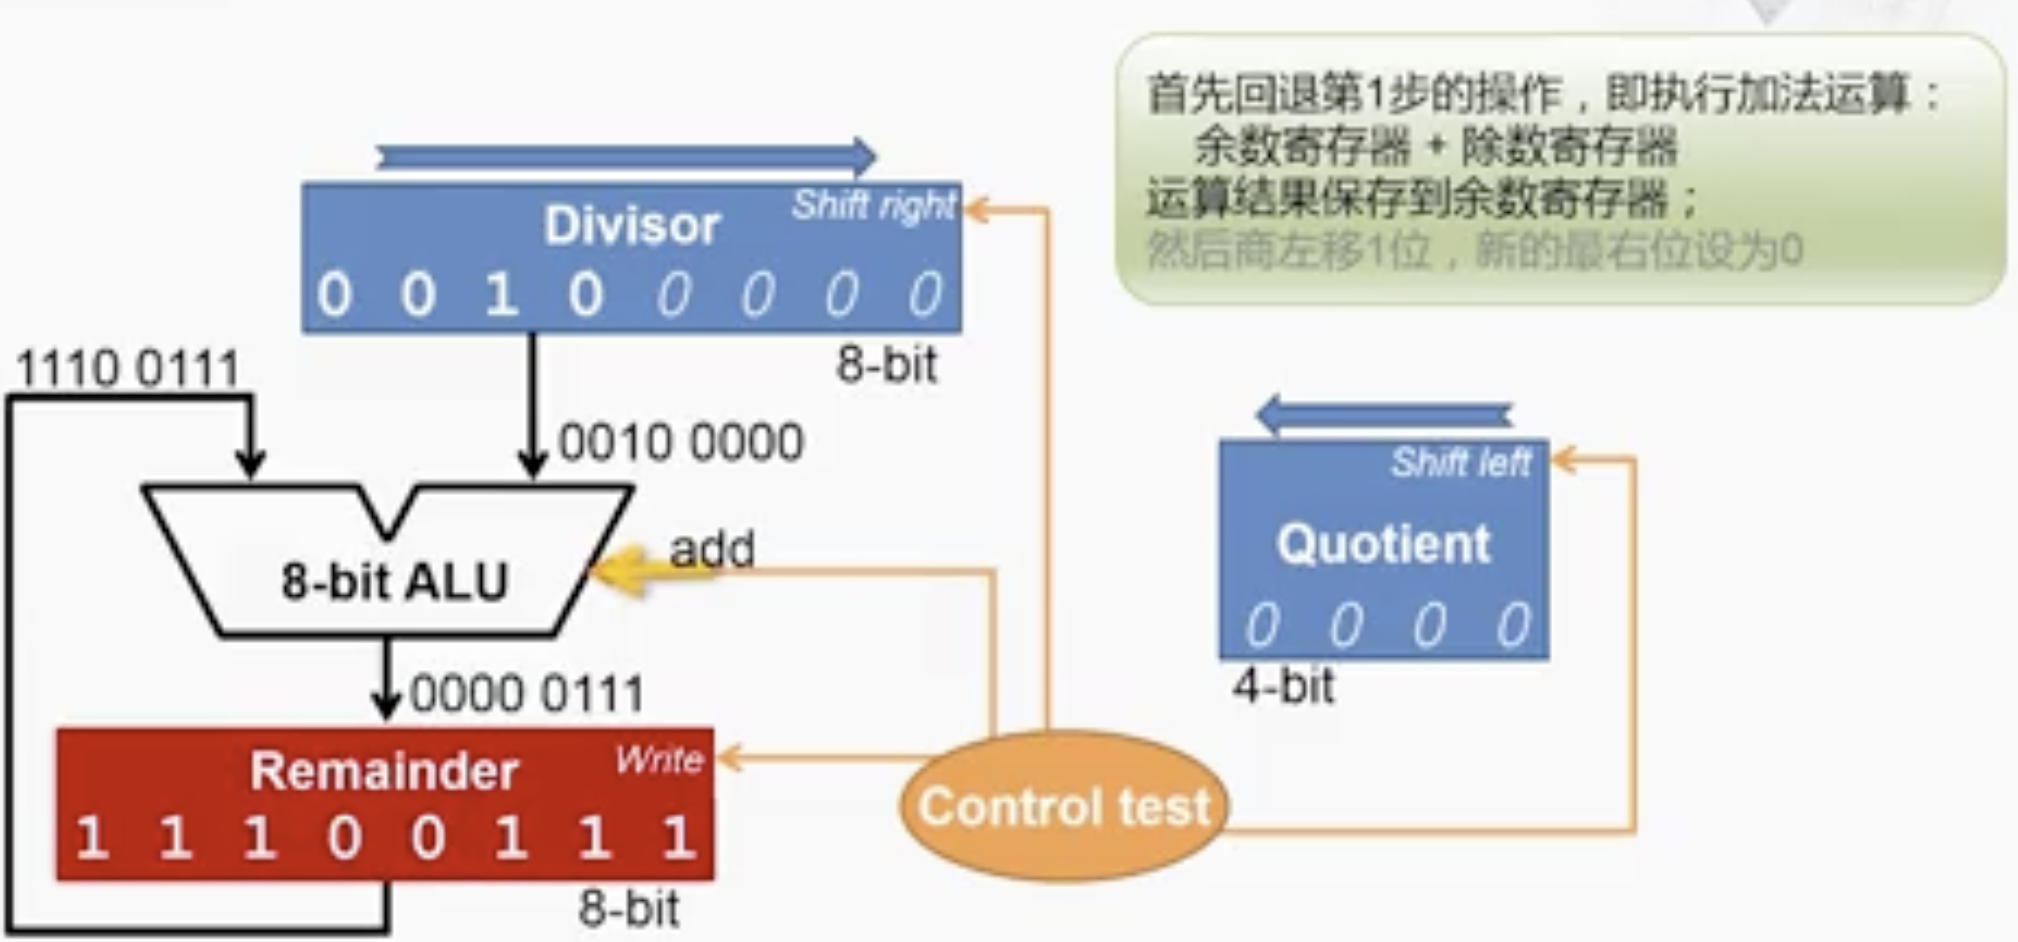 首先回退第1步的操作，即执行加法运算：
余数寄存器 + 除数寄存器
运算结果保存到余数寄存器；
然后商左移1位，新的最右位设为0
Shift right
Divisor
0 0 1 0 0 0 0 0
8-bit
1110 0111
0010 0000
Shift left
Quotient
0 0 0 0
4-bit
add
8-bit ALU
0000 0111
Remainder
Write
1 1 1 0 0 1 1 1
8-bit
Control test